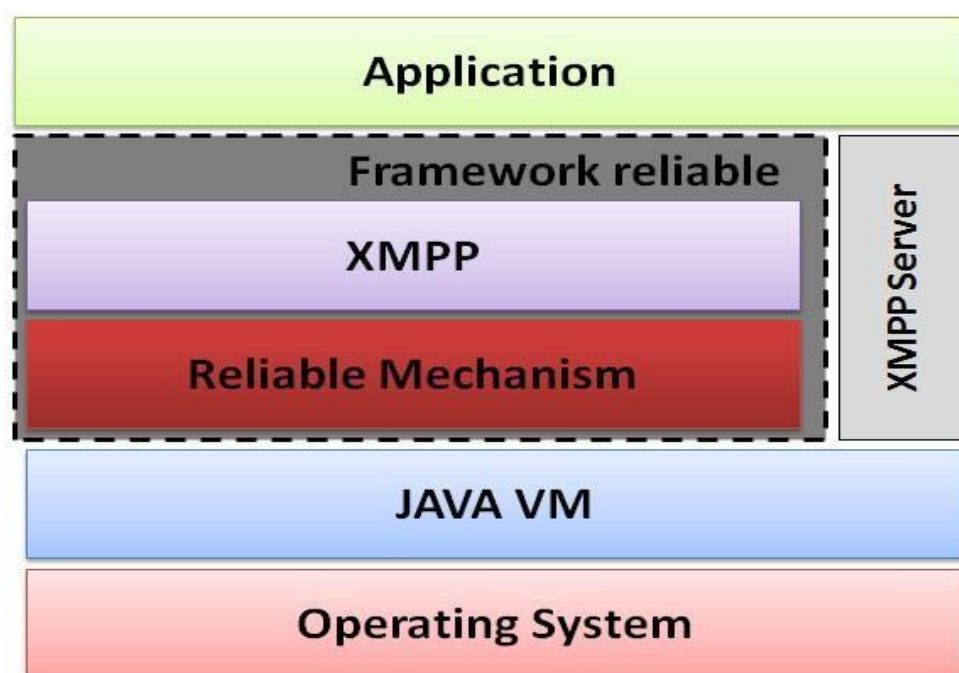 Application
Framework reliable
XMPP
Reliable Mechanism
XMPP Server
JAVA VM
Operating System